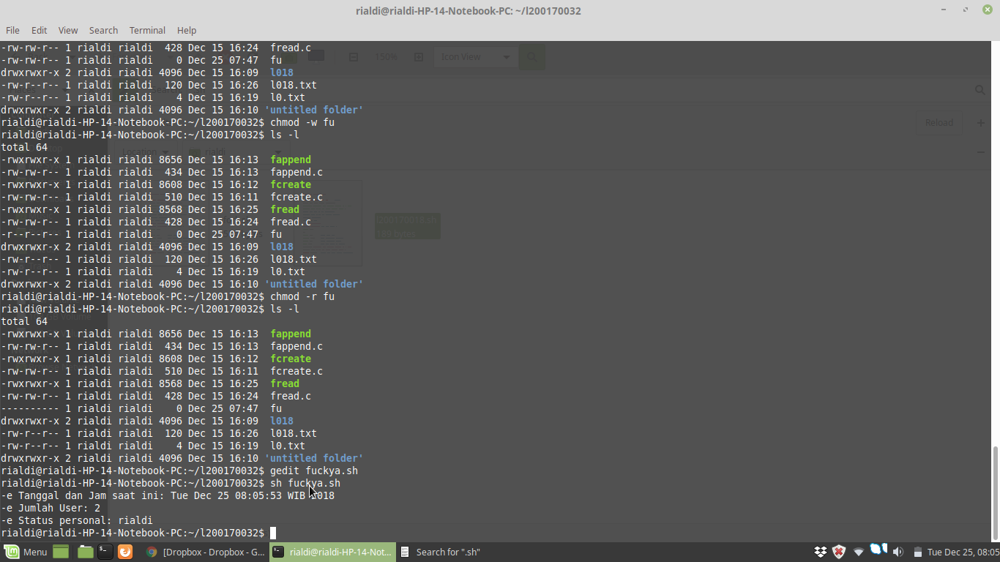 rialdi@rialdi-HP-14-Notebook-PC: ~/l200170032
File Edit View Search Terminal Help
-rw-rw-r-- 1 rialdi rialdi  428 Dec 15 16:24  fread.c
-rw-rw-r-- 1 rialdi rialdi    0 Dec 25 07:47  fu
drwxrwxr-x 2 rialdi rialdi 4096 Dec 15 16:09  l018
-rw-r--r-- 1 rialdi rialdi  120 Dec 15 16:26  l018.txt
-rw-r--r-- 1 rialdi rialdi    4 Dec 15 16:19  l0.txt
drwxrwxr-x 2 rialdi rialdi 4096 Dec 15 16:10 'untitled folder'
rialdi@rialdi-HP-14-Notebook-PC:~/l200170032$ chmod -w fu
rialdi@rialdi-HP-14-Notebook-PC:~/l200170032$ ls -l
total 64
-rwxrwxr-x 1 rialdi rialdi 8656 Dec 15 16:13  fappend
-rw-rw-r-- 1 rialdi rialdi  434 Dec 15 16:13  fappend.c
-rwxrwxr-x 1 rialdi rialdi 8608 Dec 15 16:12  fcreate
-rw-rw-r-- 1 rialdi rialdi  510 Dec 15 16:11  fcreate.c
-rwxrwxr-x 1 rialdi rialdi 8568 Dec 15 16:25  fread
-rw-rw-r-- 1 rialdi rialdi  428 Dec 15 16:24  fread.c
-r--r--r-- 1 rialdi rialdi    0 Dec 25 07:47  fu
drwxrwxr-x 2 rialdi rialdi 4096 Dec 15 16:09  l018
-rw-r--r-- 1 rialdi rialdi  120 Dec 15 16:26  l018.txt
-rw-r--r-- 1 rialdi rialdi    4 Dec 15 16:19  l0.txt
drwxrwxr-x 2 rialdi rialdi 4096 Dec 15 16:10 'untitled folder'
rialdi@rialdi-HP-14-Notebook-PC:~/l200170032$ chmod -r fu
rialdi@rialdi-HP-14-Notebook-PC:~/l200170032$ ls -l
total 64
-rwxrwxr-x 1 rialdi rialdi 8656 Dec 15 16:13  fappend
-rw-rw-r-- 1 rialdi rialdi  434 Dec 15 16:13  fappend.c
-rwxrwxr-x 1 rialdi rialdi 8608 Dec 15 16:12  fcreate
-rw-rw-r-- 1 rialdi rialdi  510 Dec 15 16:11  fcreate.c
-rwxrwxr-x 1 rialdi rialdi 8568 Dec 15 16:25  fread
-rw-rw-r-- 1 rialdi rialdi  428 Dec 15 16:24  fread.c
---------- 1 rialdi rialdi    0 Dec 25 07:47  fu
drwxrwxr-x 2 rialdi rialdi 4096 Dec 15 16:09  l018
-rw-r--r-- 1 rialdi rialdi  120 Dec 15 16:26  l018.txt
-rw-r--r-- 1 rialdi rialdi    4 Dec 15 16:19  l0.txt
drwxrwxr-x 2 rialdi rialdi 4096 Dec 15 16:10 'untitled folder'
rialdi@rialdi-HP-14-Notebook-PC:~/l200170032$ gedit fuckya.sh
rialdi@rialdi-HP-14-Notebook-PC:~/l200170032$ sh fuckya.sh
-e Tanggal dan Jam saat ini: Tue Dec 25 08:05:53 WIB 2018
-e Jumlah User: 2
-e Status personal: rialdi
rialdi@rialdi-HP-14-Notebook-PC:~/l200170032$
150% Icon View
Location rialdi Reload
l200170018.sh
189 bytes
Menu [Dropbox - Dropbox - G... rialdi@rialdi-HP-14-Not... Search for ".sh" Tue Dec 25, 08:05